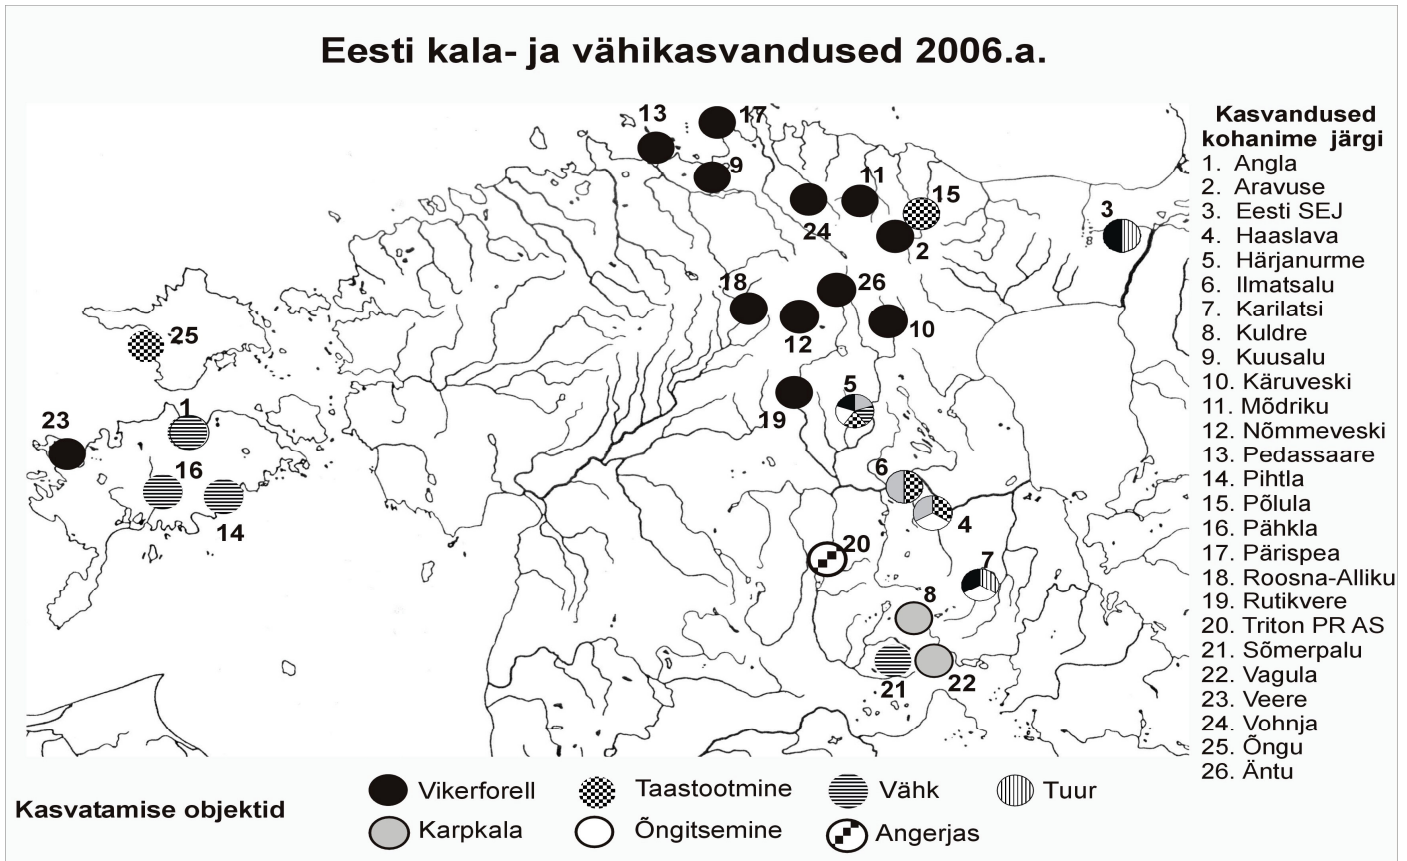 Eesti kala- ja vähikasvandused 2006.a.
13
17
9
11
15
3
24
2
18
26
12
10
25
5
19
23
1
16
14
6
4
20
7
8
21
22
Kasvandused
kohanime järgi
1. Angla
2. Aravuse
3. Eesti SEJ
4. Haaslava
5. Härjanurme
6. Ilmatsalu
7. Karilatsi
8. Kuldre
9. Kuusalu
10. Käruveski
11. Mõdriku
12. Nõmmeveski
13. Pedassaare
14. Pihtla
15. Põlula
16. Pähkla
17. Pärispea
18. Roosna-Alliku
19. Rutikvere
20. Triton PR AS
21. Sõmerpalu
22. Vagula
23. Veere
24. Vohnja
25. Õngu
26. Äntu
Kasvatamise objektid
Vikerforell
Taastootmine
Vähk
Tuur
Karpkala
Õngitsemine
Angerjas